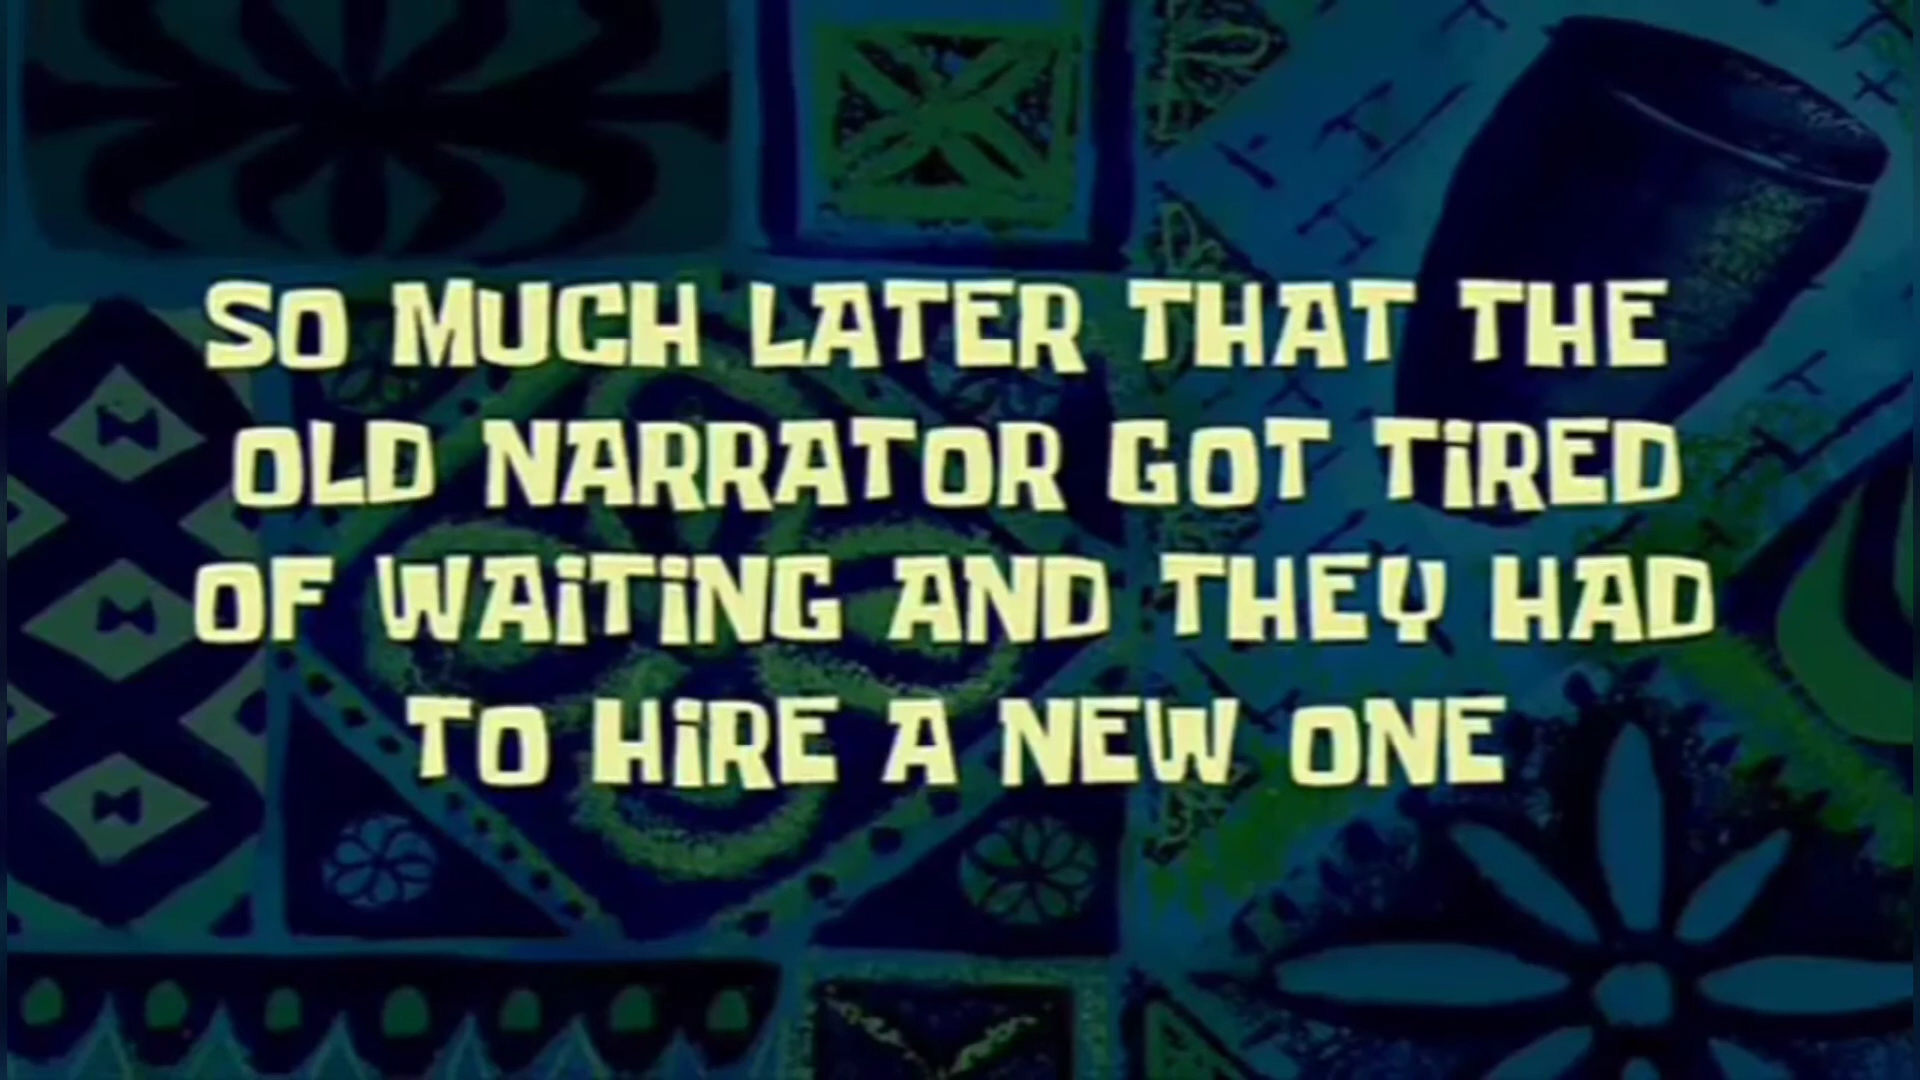 SO MUCH LATER THAT THE
OLD NARRATOR GOT TiRED
OF WAiTiNG AND THEY HAD
TO HiRE A NEW ONE